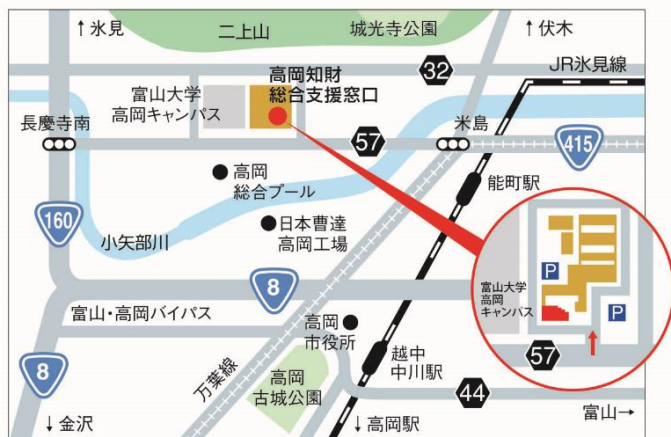 ↑氷見
二上山
城光寺公園
↑伏木
32
JR氷見線
高岡知財
総合支援窓口
富山大学
高岡キャンパス
長慶寺南
57
米島
415
高岡
総合プール
能町駅
160
小矢部川
日本曹達
高岡工場
8
富山・高岡バイパス
P
富山大学
高岡
キャンパス
P
57
高岡
市役所
越中
中川駅
万葉線
8
高岡
古城公園
44
↓金沢
↓高岡駅
富山→